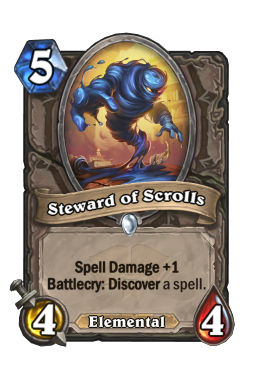 5
Steward of Scrolls
Spell Damage +1
Battlecry: Discover a spell.
4
Elemental
4